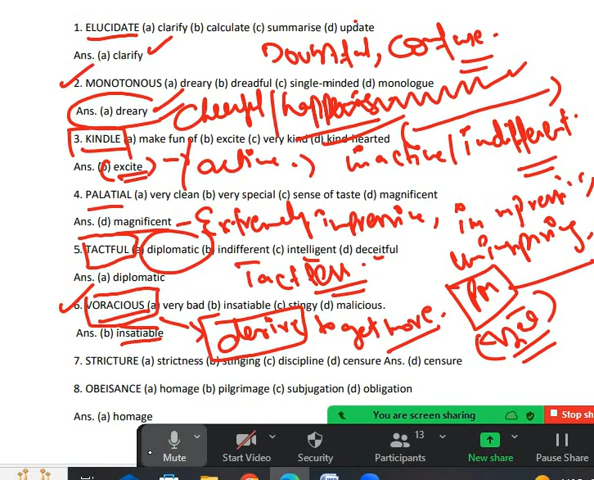 1. ELUCIDATE (a) clarify (b) calculate (c) summarise (d) update
Doubtful, Confuse.
Ans. (a) clarify
2. MONOTONOUS (a) dreary (b) dreadful (c) single-minded (d) monologue
Ans. (a) dreary
Cheerful/
3. KINDLE (a) make fun of (b) excite (c) very kind (d) kind-hearted
Ans. (b) excite
active inactive/indifferent.
4. PALATIAL (a) very clean (b) very special (c) sense of taste (d) magnificent
Ans. (d) magnificent
Extremely impressive,
5. TACTFUL (a) diplomatic (b) indifferent (c) intelligent (d) deceitful
Ans. (a) diplomatic
Tactless.
6. VORACIOUS (a) very bad (b) insatiable (c) stingy (d) malicious.
Ans. (b) insatiable
desire to get more.
7. STRICTURE (a) strictness (b) stinging (c) discipline (d) censure Ans. (d) censure
8. OBEISANCE (a) homage (b) pilgrimage (c) subjugation (d) obligation
Ans. (a) homage
You are screen sharing
Stop sh
13
Mute Start Video Security Participants New share Pause Share